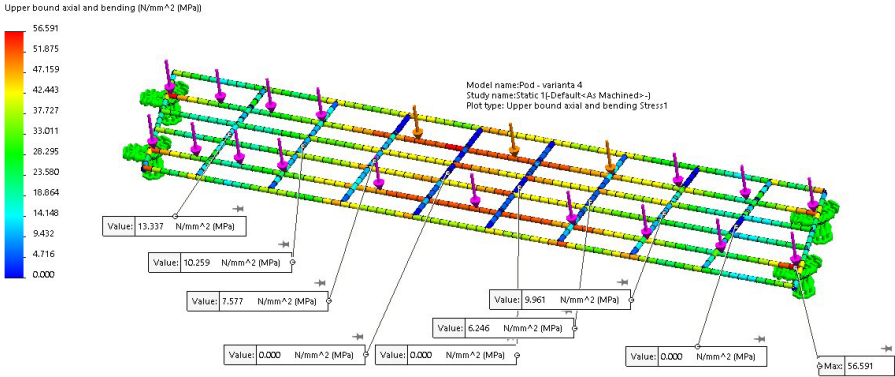 Upper bound axial and bending (N/mm^2 (MPa))
56.591
51.875
47.159
42.443
37.727
33.011
28.295
23.580
18.864
14.148
9.432
4.716
0.000
Model name:Pod - varianta 4
Study name:Static 1(-Default<As Machined>-)
Plot type: Upper bound axial and bending Stress1
Value: 13.337 N/mm^2 (MPa)
Value: 10.259 N/mm^2 (MPa)
Value: 7.577 N/mm^2 (MPa)
Value: 9.961 N/mm^2 (MPa)
Value: 6.246 N/mm^2 (MPa)
Value: 0.000 N/mm^2 (MPa)
Value: 0.000 N/mm^2 (MPa)
Value: 0.000 N/mm^2 (MPa)
Max: 56.591